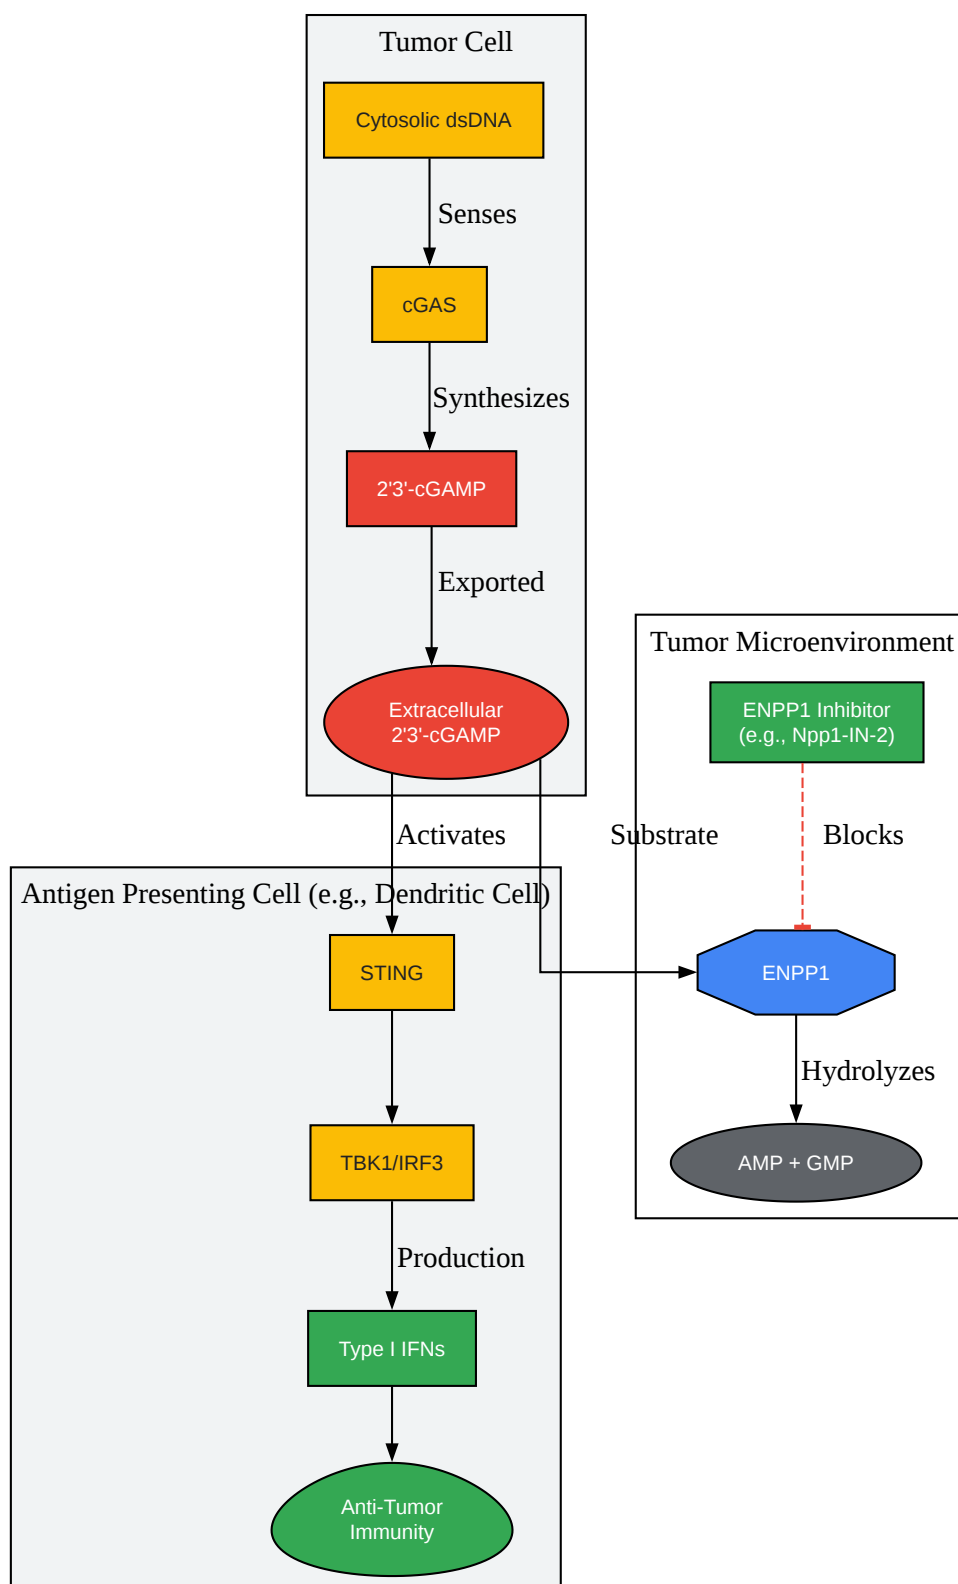 Tumor Cell
Cytosolic dsDNA
Senses
cGAS
Synthesizes
2'3'-cGAMP
Exported
Extracellular
2'3'-cGAMP
Tumor Microenvironment
ENPP1 Inhibitor
(e.g., Npp1-IN-2)
Activates
Substrate
Blocks
Antigen Presenting Cell (e.g., Dendritic Cell)
STING
ENPP1
Hydrolyzes
TBK1/IRF3
AMP + GMP
Production
Type I IFNs
Anti-Tumor
Immunity